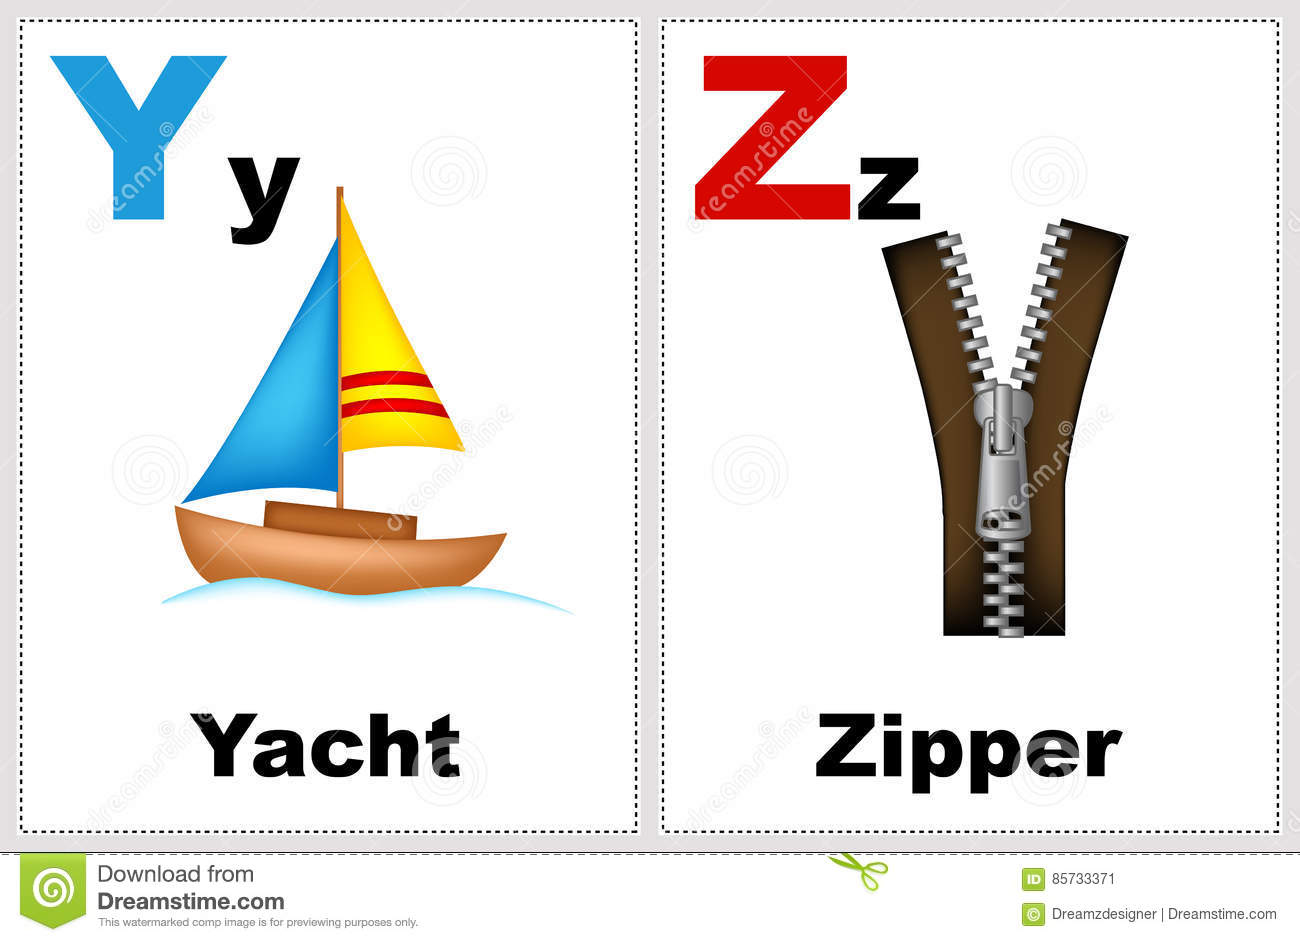 Y y
Yacht
Z z
Zipper
Download from
Dreamstime.com
This watermarked comp image is for previewing purposes only.
ID 85733371
© Dreamzdesigner | Dreamstime.com